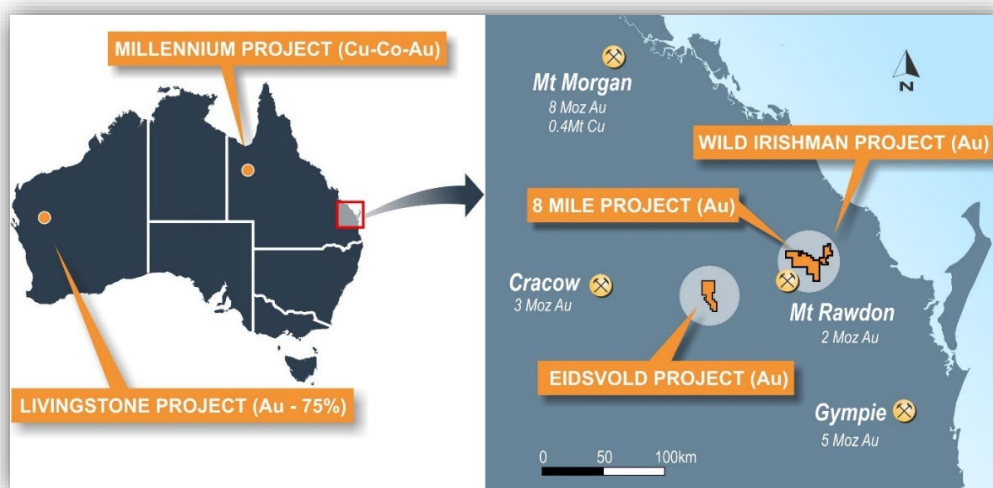 MILLENNIUM PROJECT (Cu-Co-Au)
LIVINGSTONE PROJECT (Au - 75%)
Mt Morgan
8 Moz Au
0.4Mt Cu
N
WILD IRISHMAN PROJECT (Au)
8 MILE PROJECT (Au)
Cracow
3 Moz Au
Mt Rawdon
2 Moz Au
EIDSVOLD PROJECT (Au)
Gympie
5 Moz Au
0 50 100km